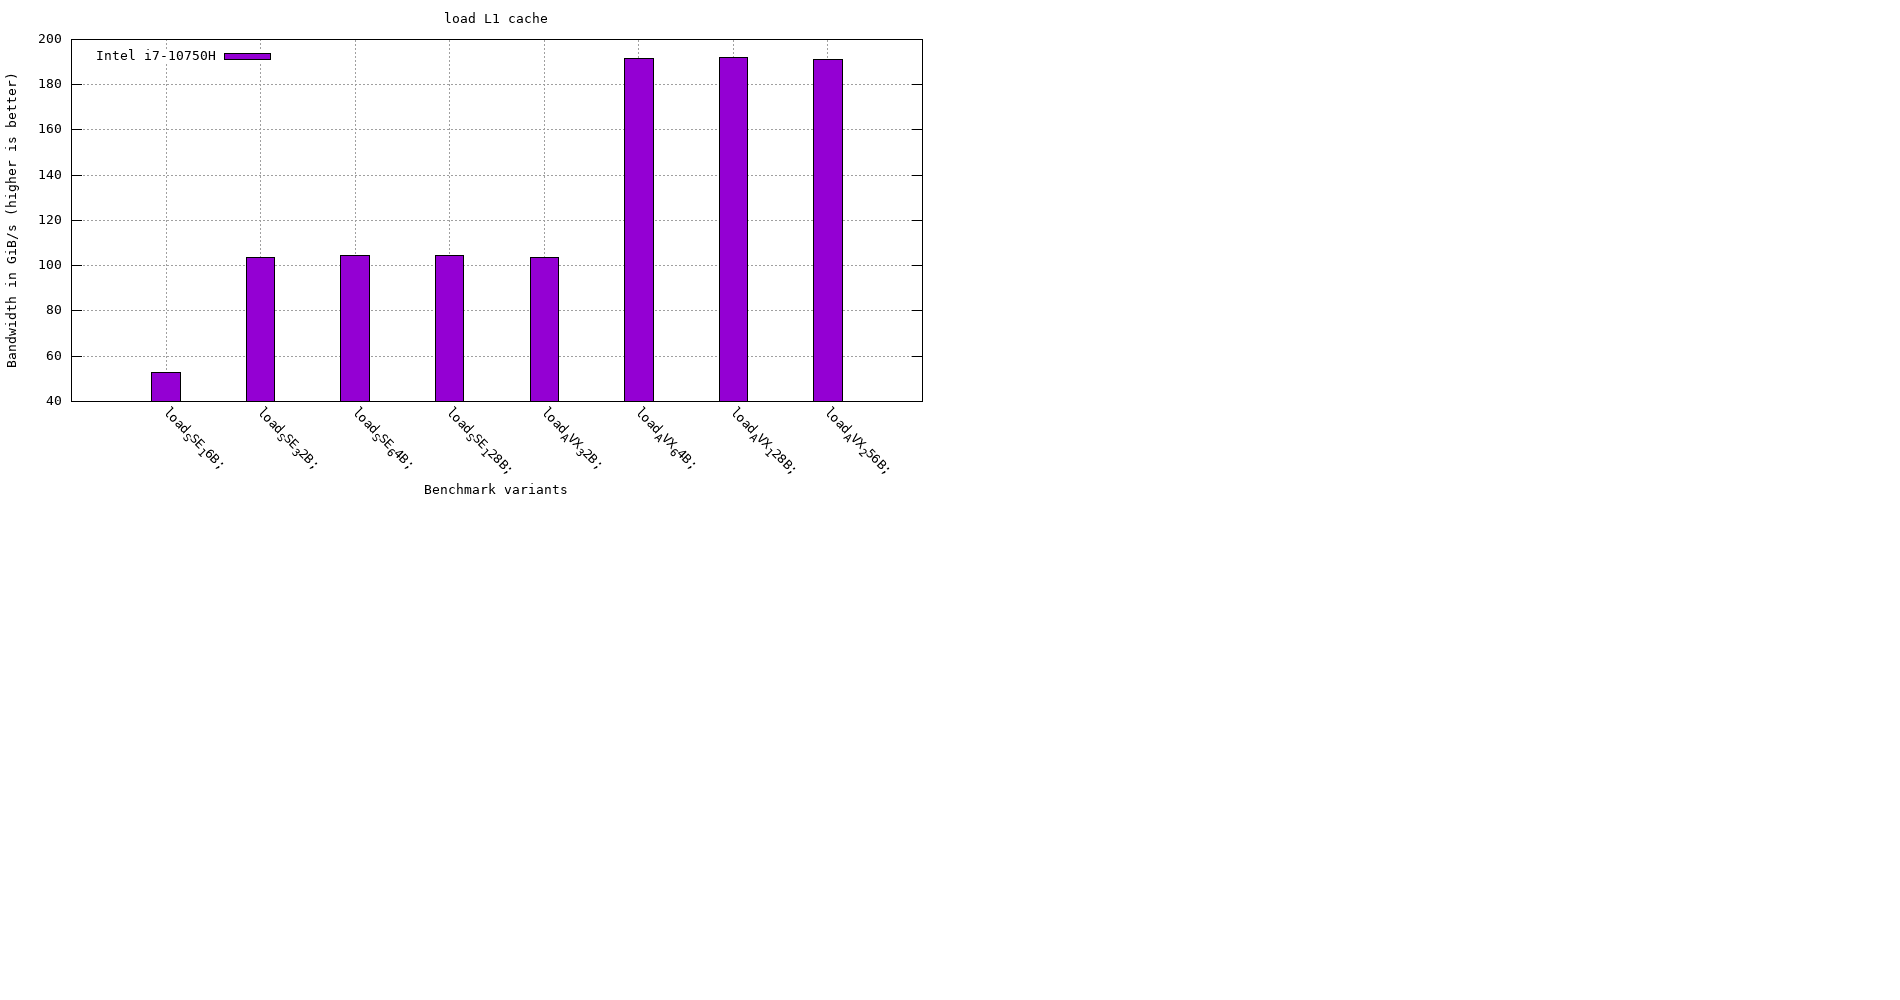 load L1 cache
Intel i7-10750H
Bandwidth in GiB/s (higher is better)
200
180
160
140
120
100
80
60
40
load_SSE_16B;
load_SSE_32B;
load_SSE_64B;
load_SSE_128B;
load_AVX_32B;
load_AVX_64B;
load_AVX_128B;
load_AVX_256B;
Benchmark variants